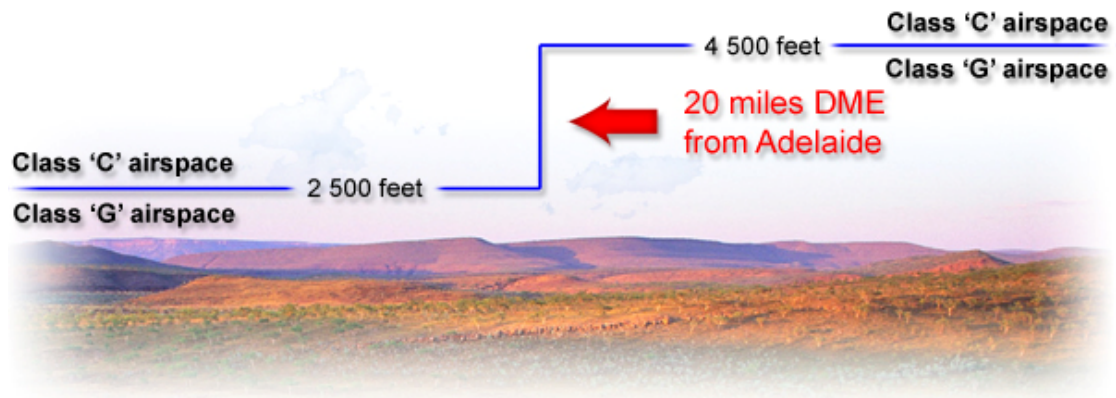 Class ‘C’ airspace
4 500 feet
Class ‘G’ airspace
20 miles DME
from Adelaide
Class ‘C’ airspace
2 500 feet
Class ‘G’ airspace